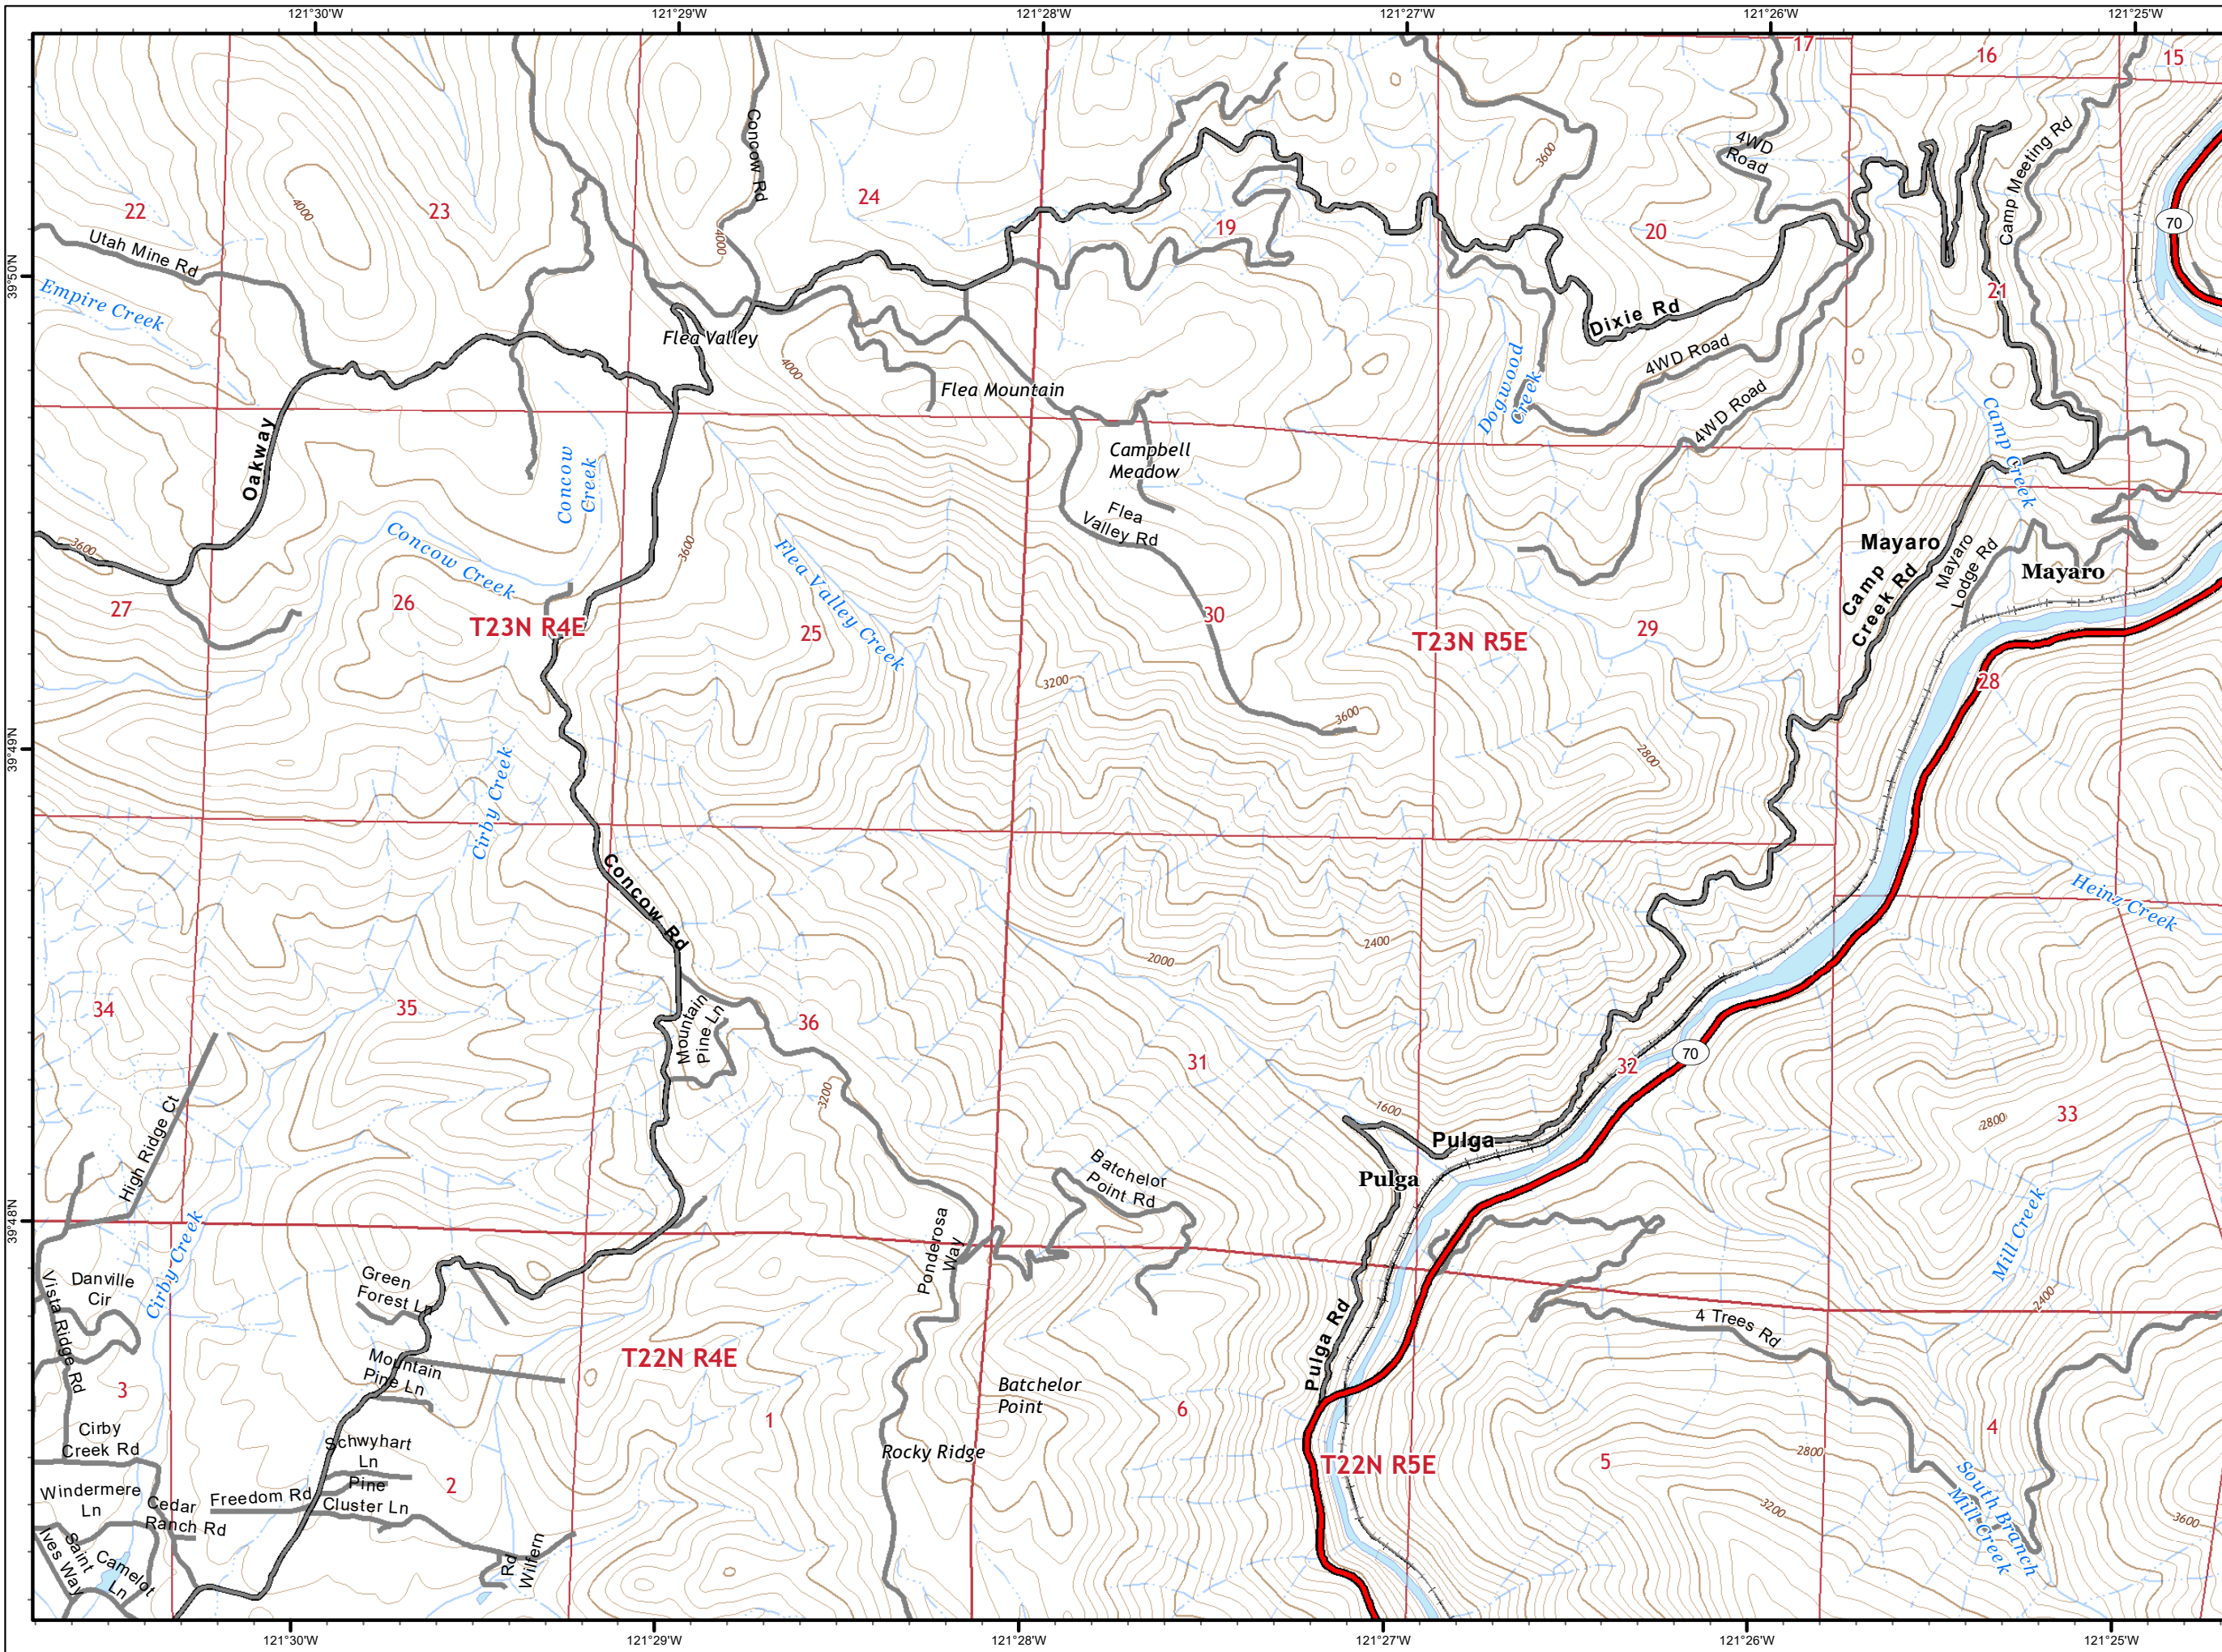 121°30'W
121°29'W
121°28'W
121°27'W
121°26'W
121°25'W
17
16
15
4WD
Road
Camp Meeting Rd
Concow Rd
3600
22
4000
23
24
19
20
70
Utah Mine Rd
4000
39°50'N
Empire Creek
21
Dixie Rd
Flea Valley
4WD Road
4000
Flea Mountain
Dogwood
Creek
4WD Road
Camp Creek
Oakway
Campbell
Meadow
Concow
Creek
Flea
Valley Rd
3600
Concow Creek
3600
Flea Valley Creek
Mayaro
Mayaro
Lodge Rd
Mayaro
Camp
Creek Rd
27
26
T23N R4E
25
30
T23N R5E
29
3200
28
3600
39°49'N
2800
Cirby Creek
Concow Rd
Heinz Creek
2400
2000
34
35
Mountain
Pine Ln
36
31
32
70
3200
1600
2800
33
High Ridge Ct
Pulga
Pulga
Batchelor
Point Rd
39°48'N
Cirby Creek
Ponderosa
Way
Mill Creek
Danville
Cir
Green
Forest Ln
2400
Vista Ridge Rd
Pulga Rd
4 Trees Rd
Mountain
Pine Ln
T22N R4E
3
Batchelor
Point
1
6
4
Cirby
Creek Rd
Schwyhart
Ln
Rocky Ridge
T22N R5E
5
2800
2
Pine
Cluster Ln
Windermere
Ln
Cedar
Ranch Rd
Freedom Rd
3200
South Branch
Mill Creek
3600
Saint
Ives Way
Camelot
Ln
Wilfern
Rd
121°30'W
121°29'W
121°28'W
121°27'W
121°26'W
121°25'W